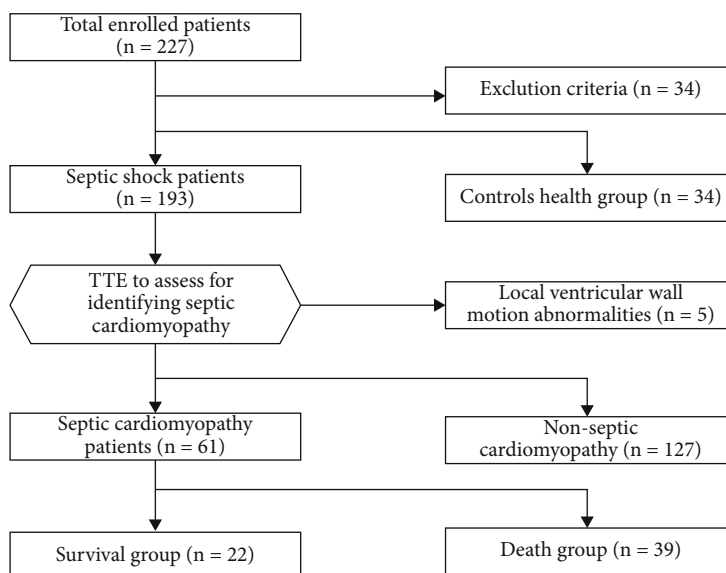 Total enrolled patients
(n = 227)
Exclution criteria (n = 34)
Septic shock patients
(n = 193)
Controls health group (n = 34)
TTE to assess for
identifying septic
cardiomyopathy
Local ventricular wall
motion abnormalities (n = 5)
Septic cardiomyopathy
patients (n = 61)
Non-septic
cardiomyopathy (n = 127)
Survival group (n = 22)
Death group (n = 39)